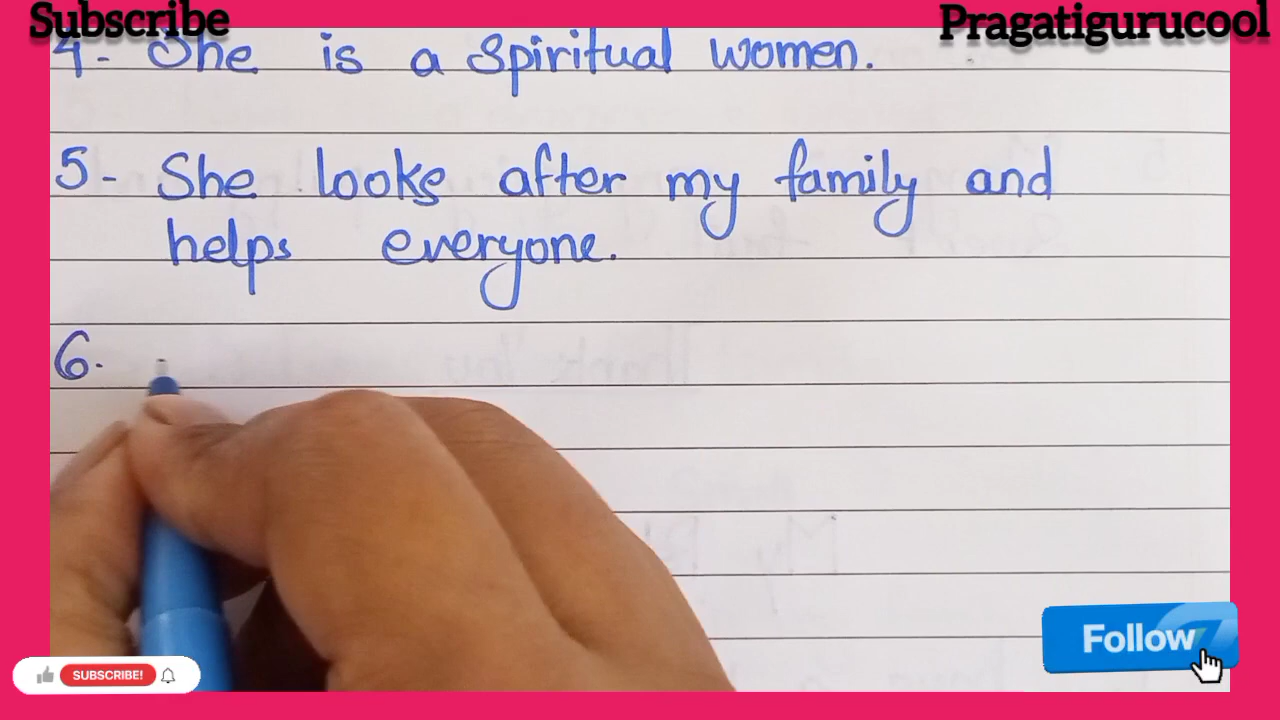 Subscribe
Pragatigurucool
4- She is a spiritual women.
5- She looks after my family and
helps everyone.
6.
Follow
SUBSCRIBE!